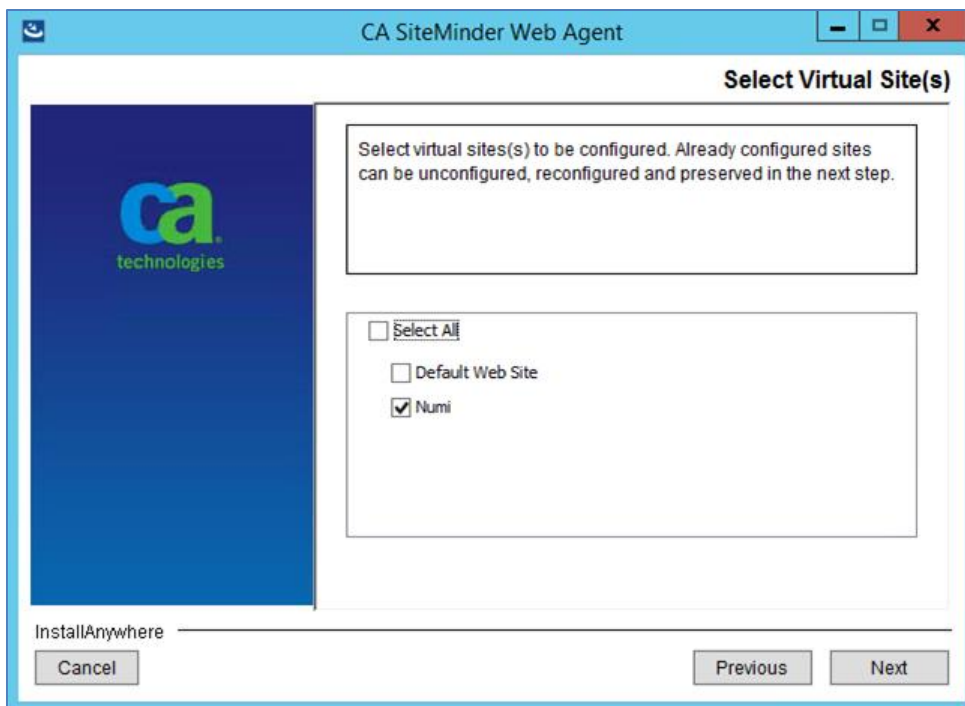 CA SiteMinder Web Agent
Select Virtual Site(s)
ca
technologies
Select virtual sites(s) to be configured. Already configured sites
can be unconfigured, reconfigured and preserved in the next step.
Select All
Default Web Site
Numi
InstallAnywhere
Cancel
Previous
Next